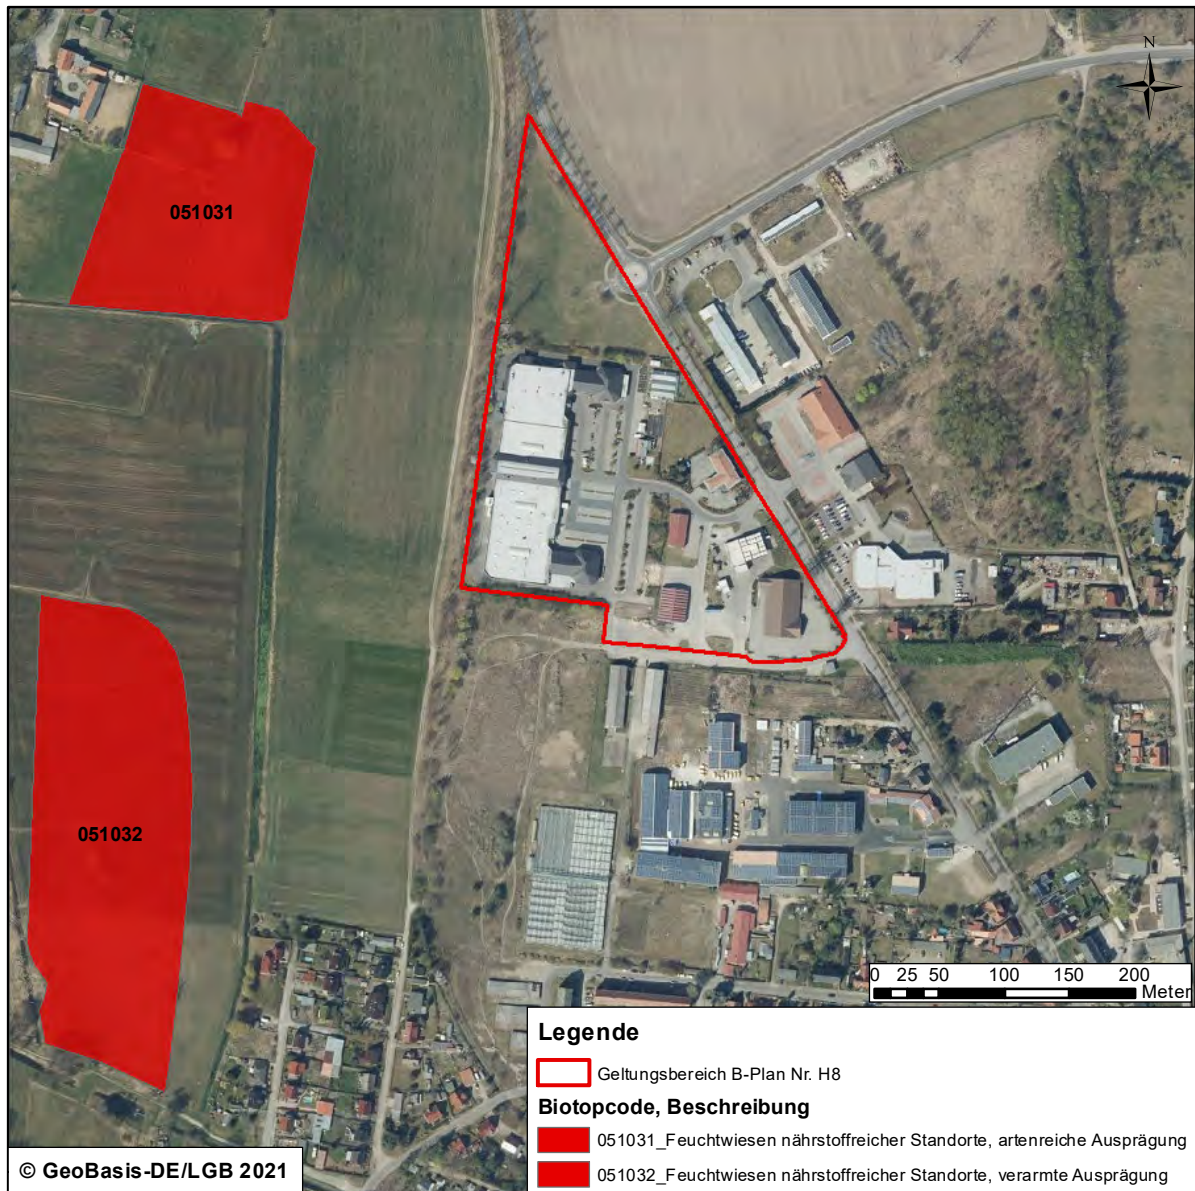 N
051031
051032
0 25 50 100 150 200
Meter
Legende
Geltungsbereich B-Plan Nr. H8
Biotopcode, Beschreibung
051031_Feuchtwiesen nährstoffreicher Standorte, artenreiche Ausprägung
051032_Feuchtwiesen nährstoffreicher Standorte, verarmte Ausprägung
© GeoBasis-DE/LGB 2021